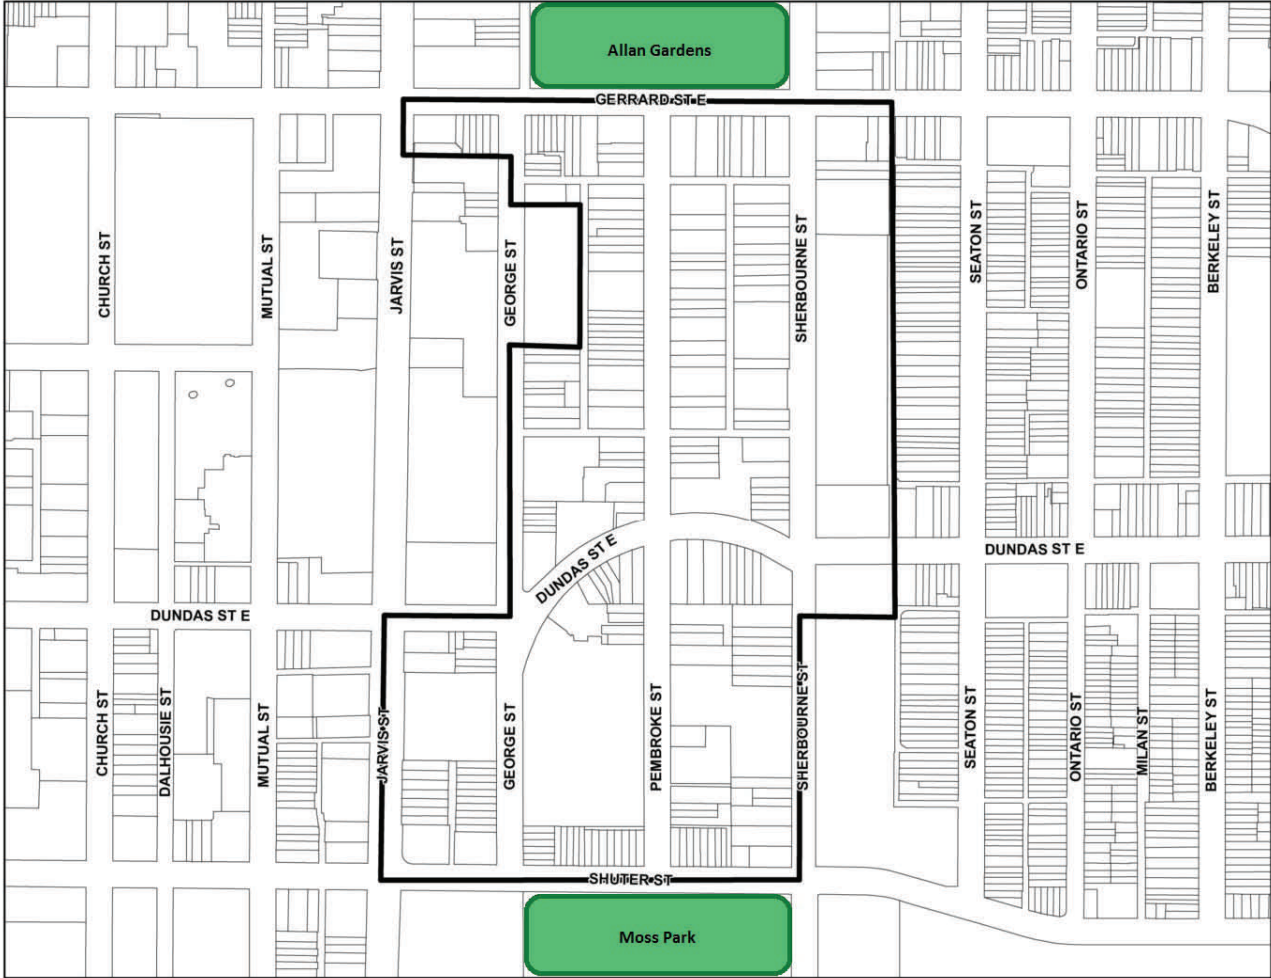 Allan Gardens
GERRARD ST E
CHURCH ST
MUTUAL ST
JARVIS ST
GEORGE ST
SHERBOURNE ST
SEATON ST
ONTARIO ST
BERKELEY ST
DUNDAS ST E
DUNDAS ST E
DUNDAS ST E
CHURCH ST
DALHOUSIE ST
MUTUAL ST
JARVIS ST
GEORGE ST
PEMBROKE ST
SHERBOURNE ST
SEATON ST
ONTARIO ST
MILAN ST
BERKELEY ST
SHUTER ST
Moss Park